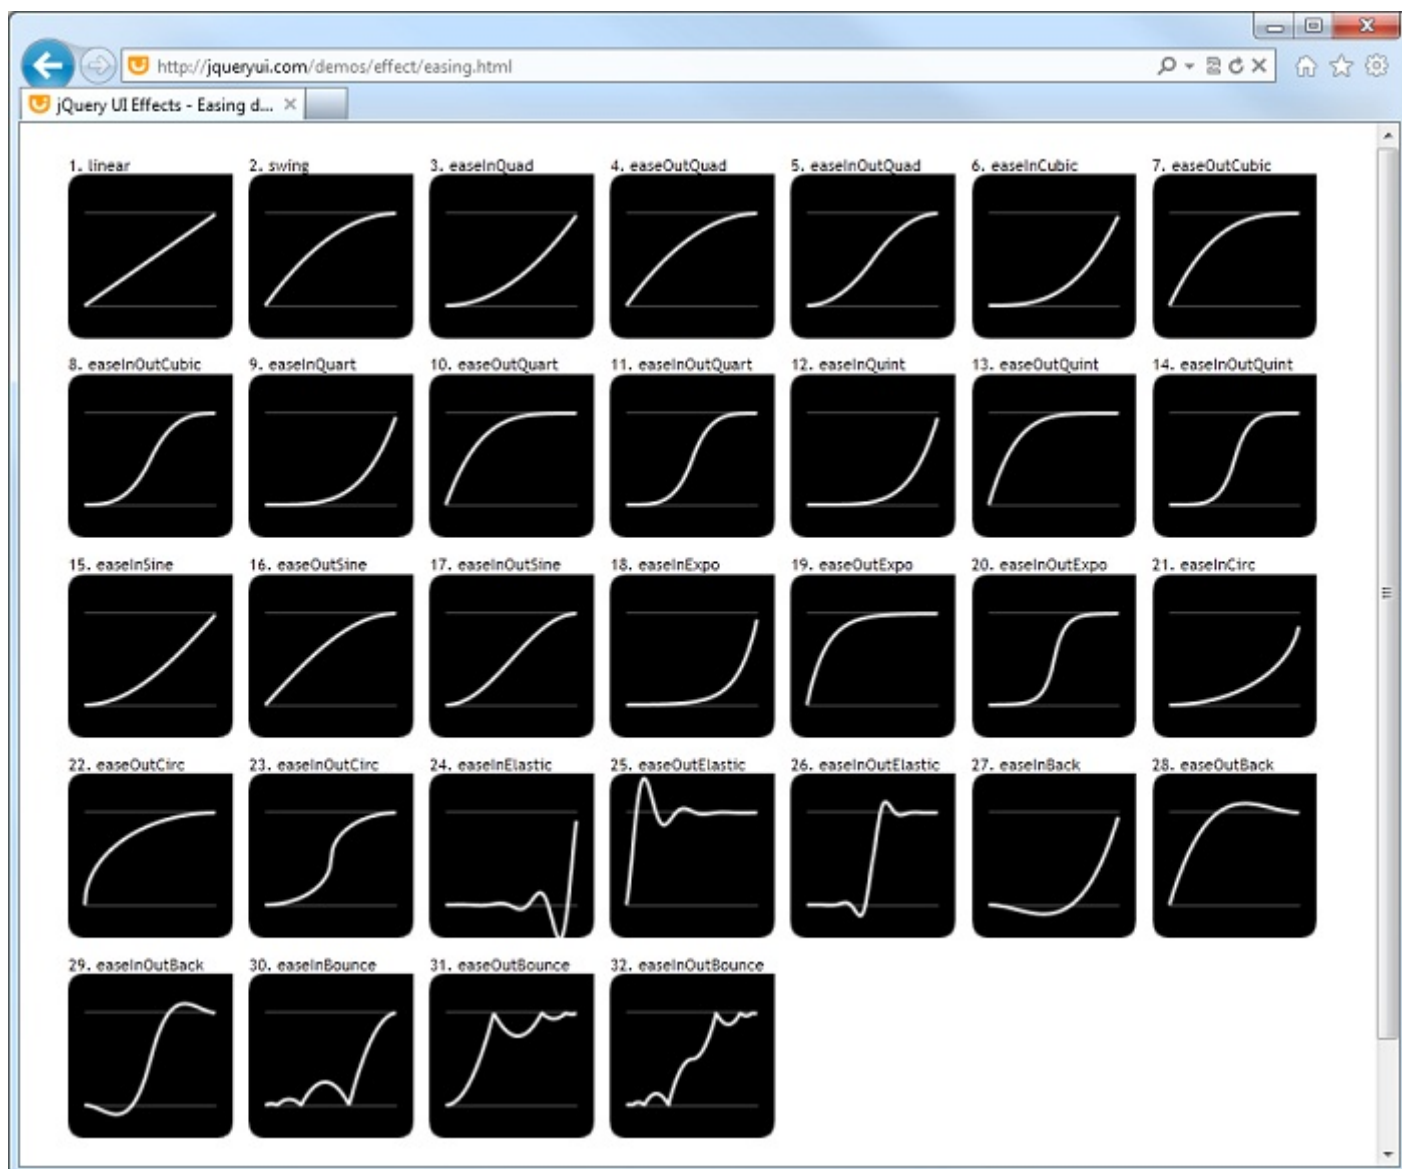 http://jqueryui.com/demos/effect/easing.html
jQuery UI Effects - Easing d...
1. linear 2. swing 3. easeInQuad 4. easeOutQuad 5. easeInOutQuad 6. easeInCubic 7. easeOutCubic
8. easeInOutCubic 9. easeInQuart 10. easeOutQuart 11. easeInOutQuart 12. easeInQuint 13. easeOutQuint 14. easeInOutQuint
15. easeInSine 16. easeOutSine 17. easeInOutSine 18. easeInExpo 19. easeOutExpo 20. easeInOutExpo 21. easeInCirc
22. easeOutCirc 23. easeInOutCirc 24. easeInElastic 25. easeOutElastic 26. easeInOutElastic 27. easeInBack 28. easeOutBack
29. easeInOutBack 30. easeInBounce 31. easeOutBounce 32. easeInOutBounce